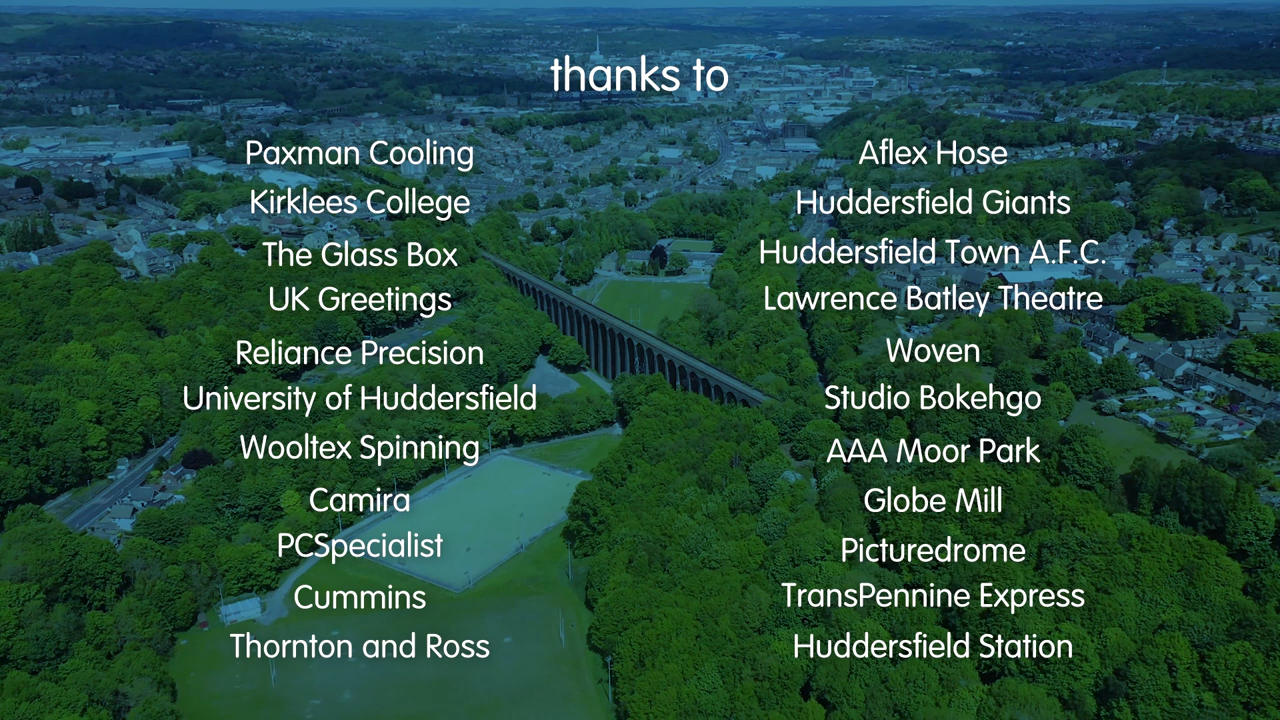 thanks to
Paxman Cooling
Kirklees College
The Glass Box
UK Greetings
Reliance Precision
University of Huddersfield
Wooltex Spinning
Camira
PCSpecialist
Cummins
Thornton and Ross
Aflex Hose
Huddersfield Giants
Huddersfield Town A.F.C.
Lawrence Batley Theatre
Woven
Studio Bokehgo
AAA Moor Park
Globe Mill
Picturedrome
TransPennine Express
Huddersfield Station